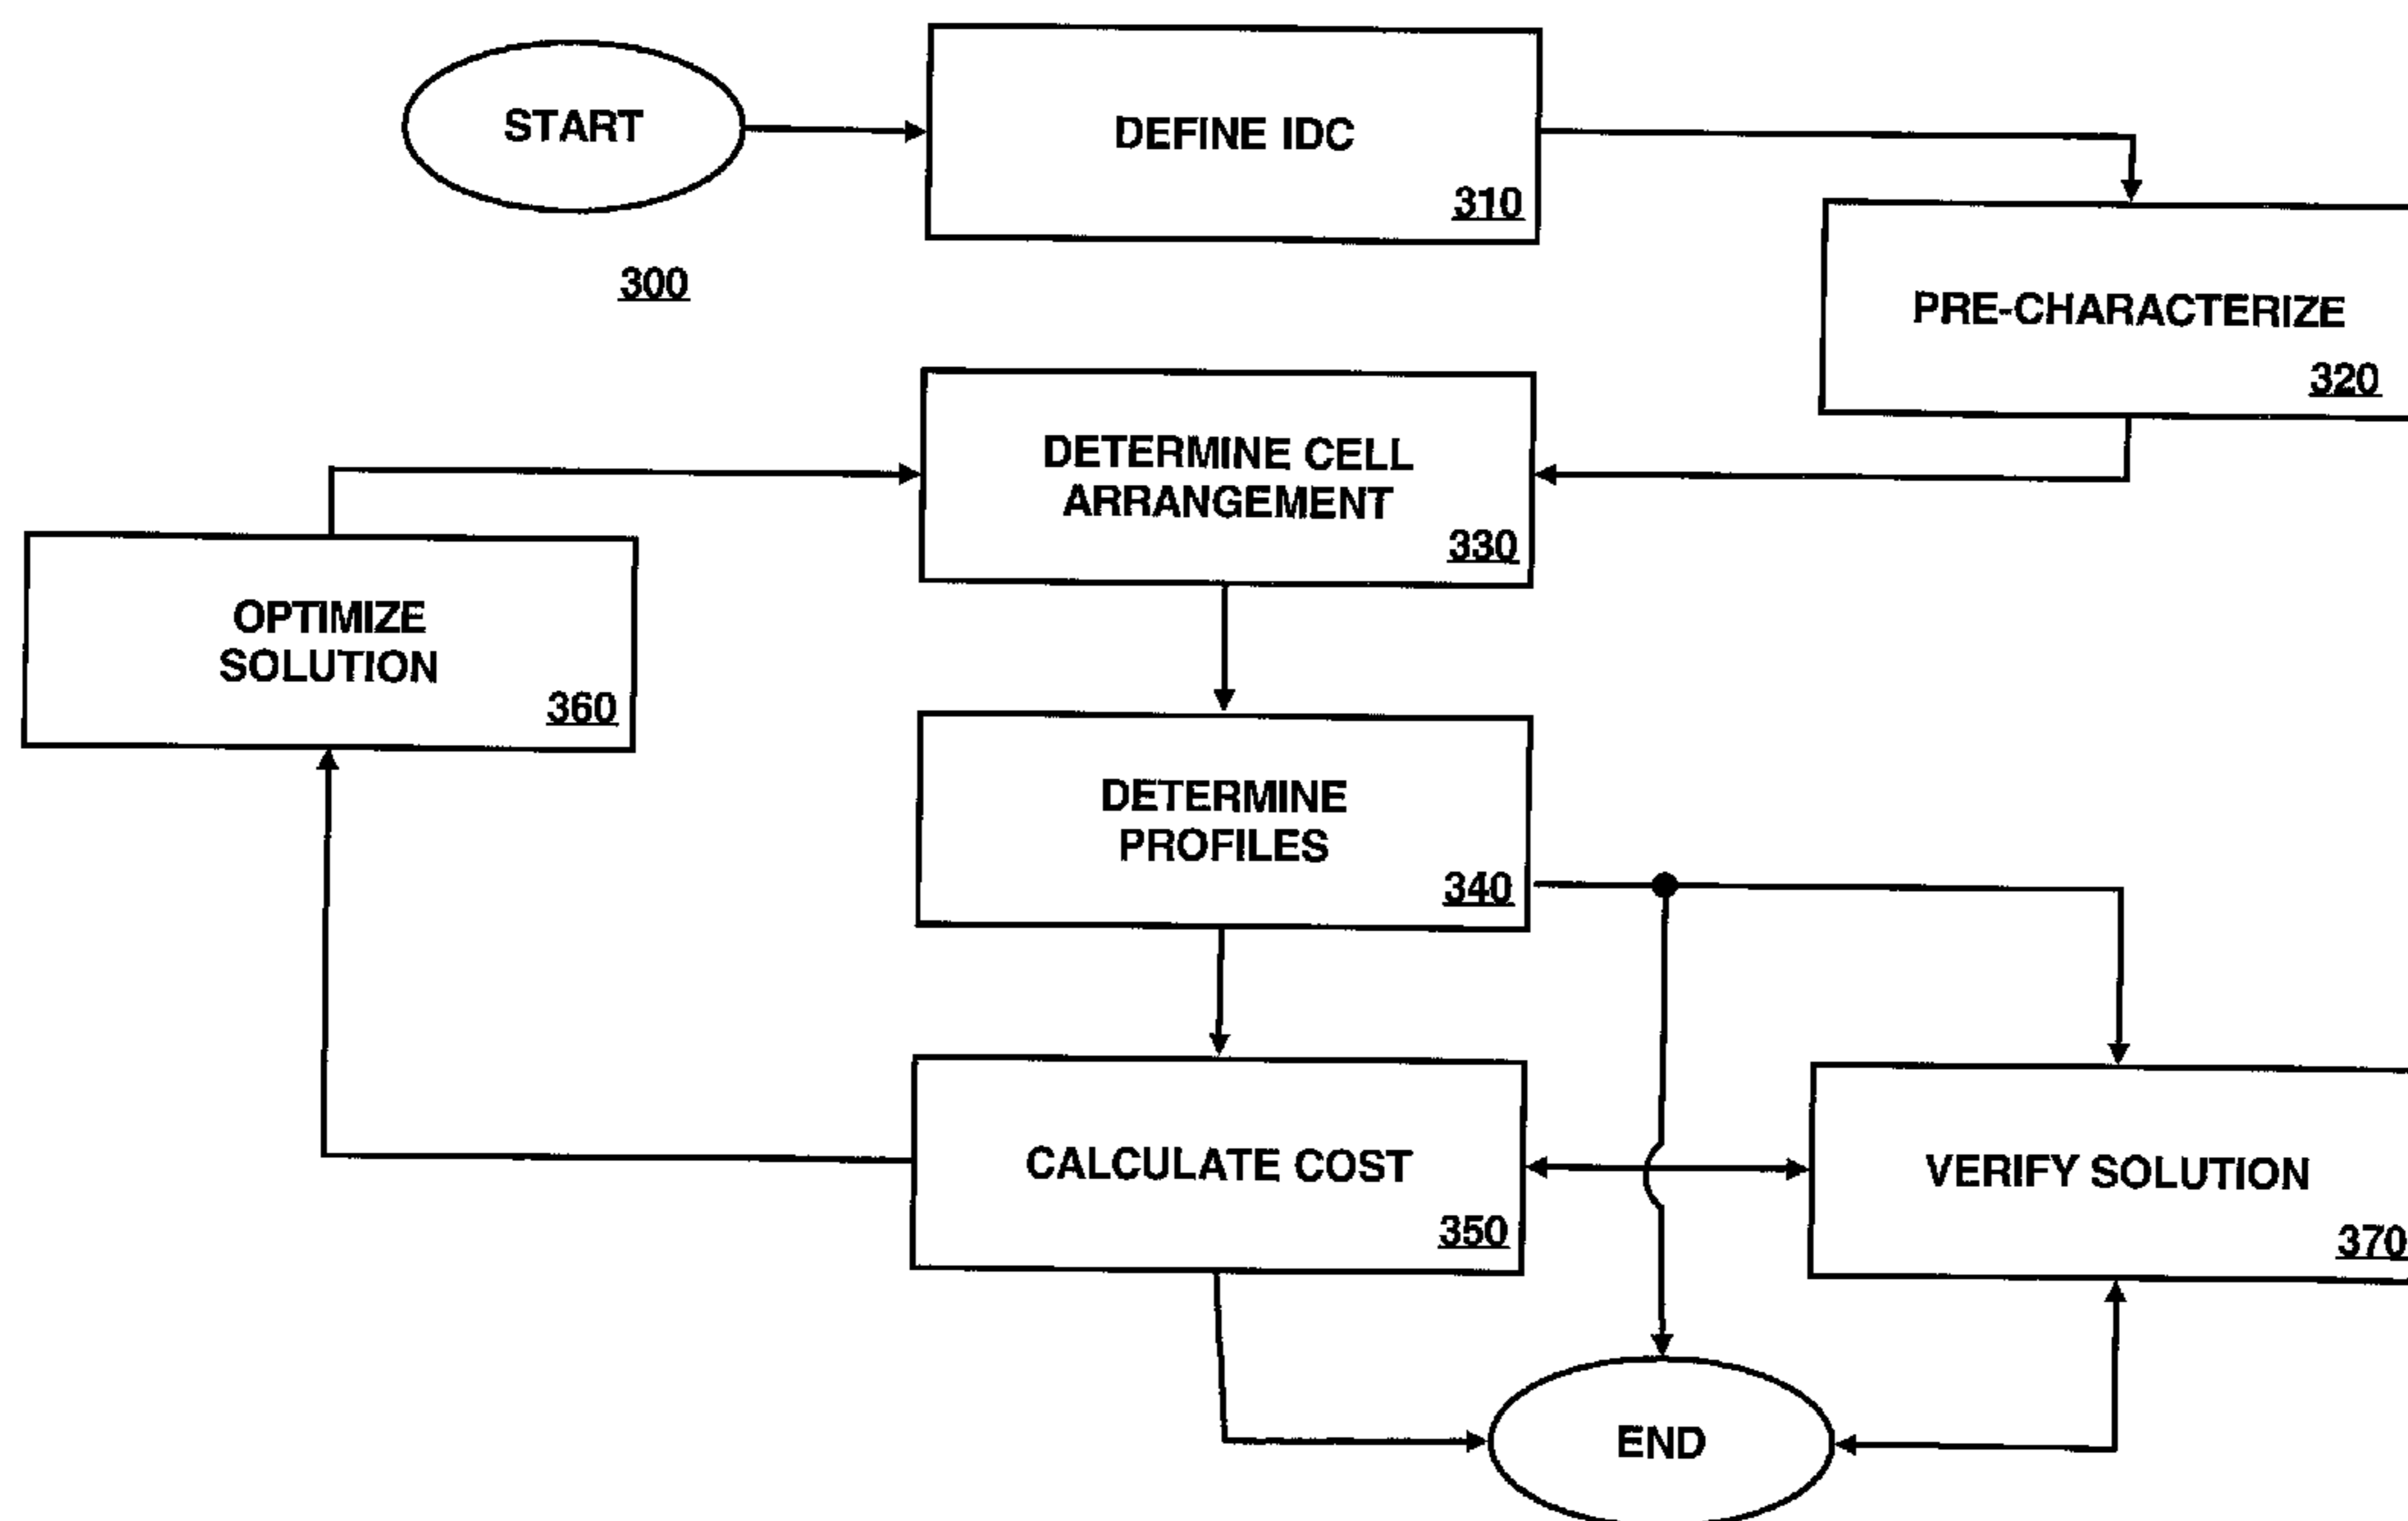 START
300
DEFINE IDC
310
PRE-CHARACTERIZE
320
DETERMINE CELL
ARRANGEMENT
330
OPTIMIZE
SOLUTION
360
DETERMINE
PROFILES
340
CALCULATE COST
350
VERIFY SOLUTION
370
END